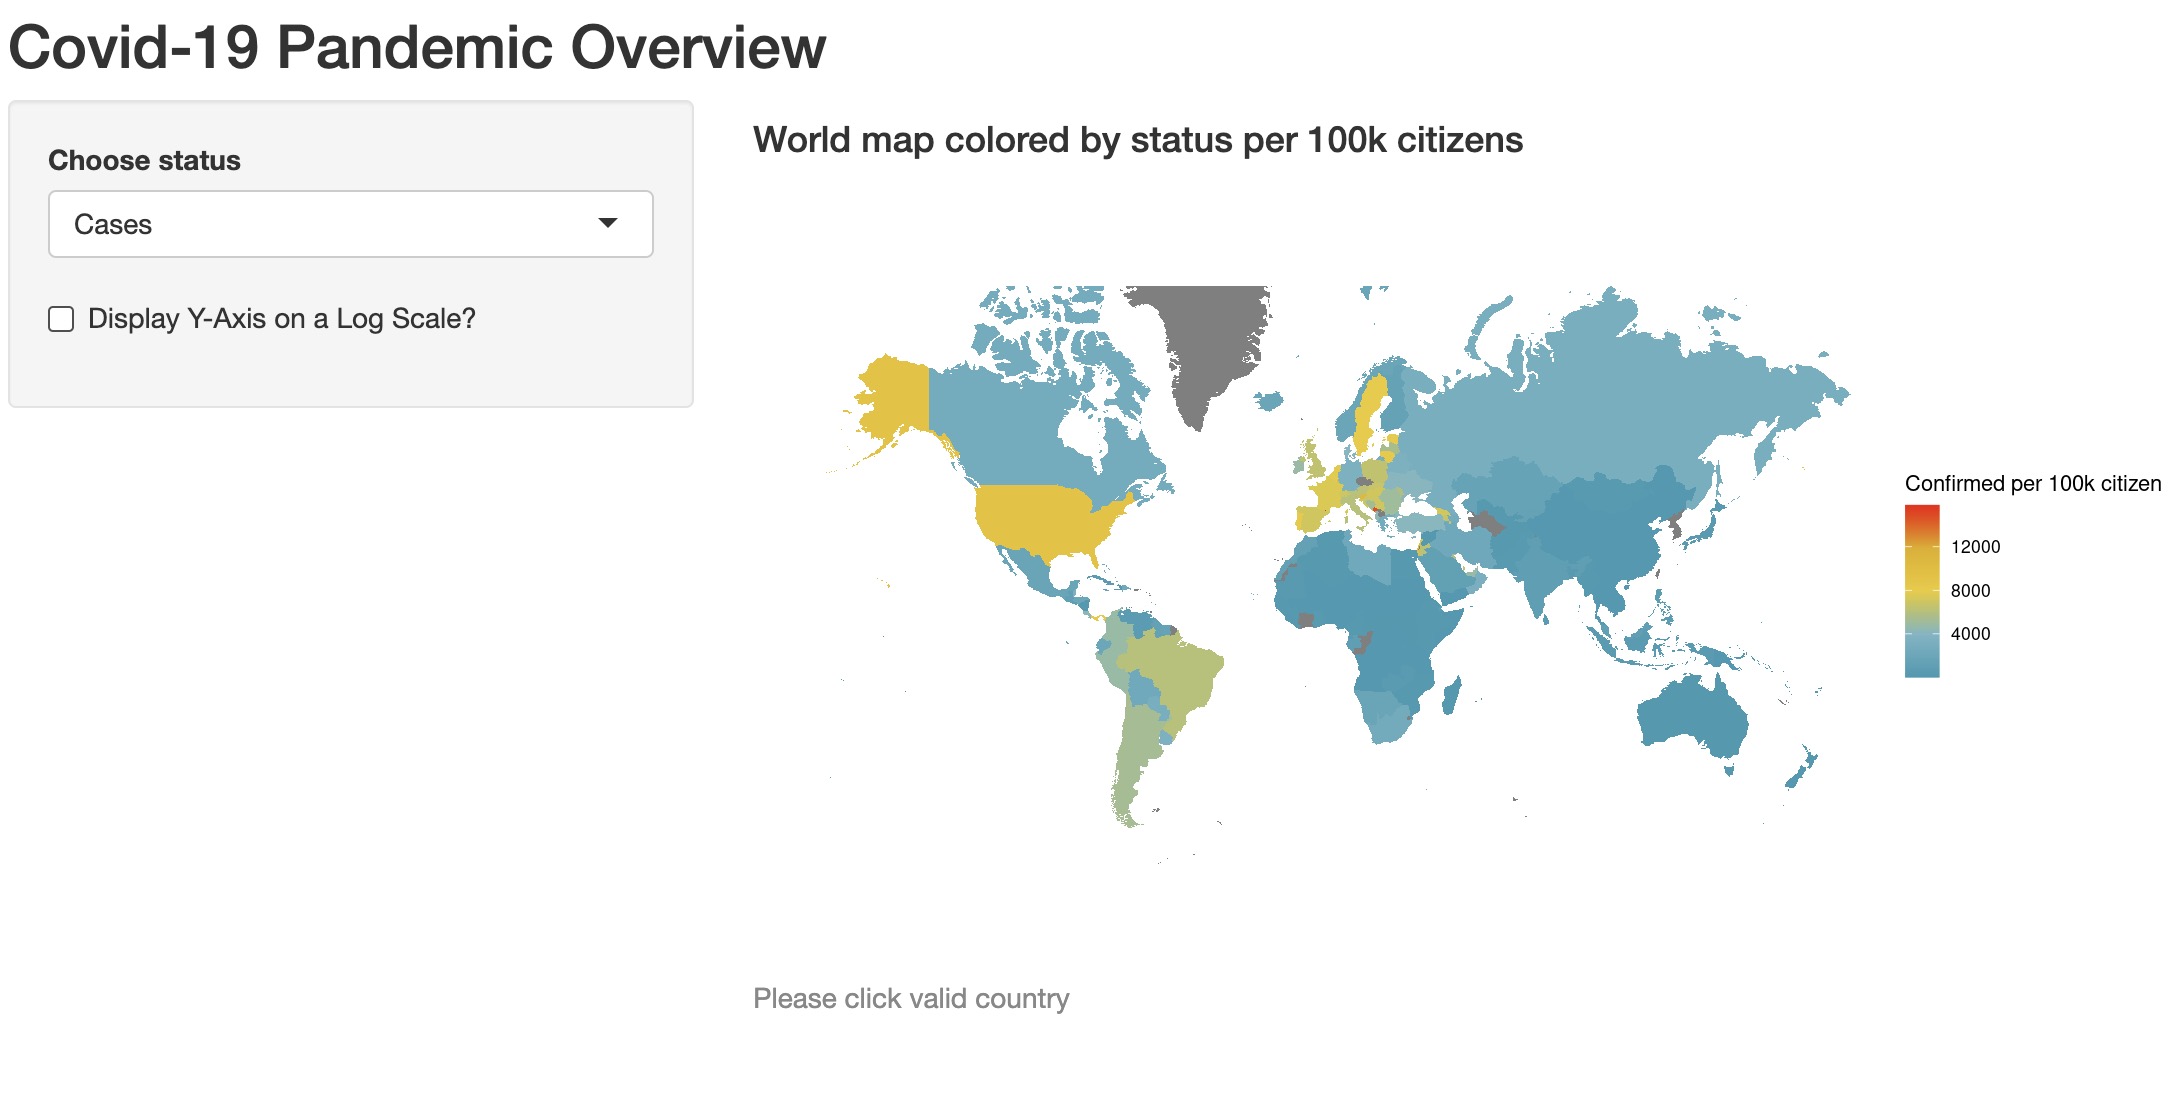 Covid-19 Pandemic Overview
Choose status
Cases
Display Y-Axis on a Log Scale?
World map colored by status per 100k citizens
Confirmed per 100k citizen
12000
8000
4000
Please click valid country